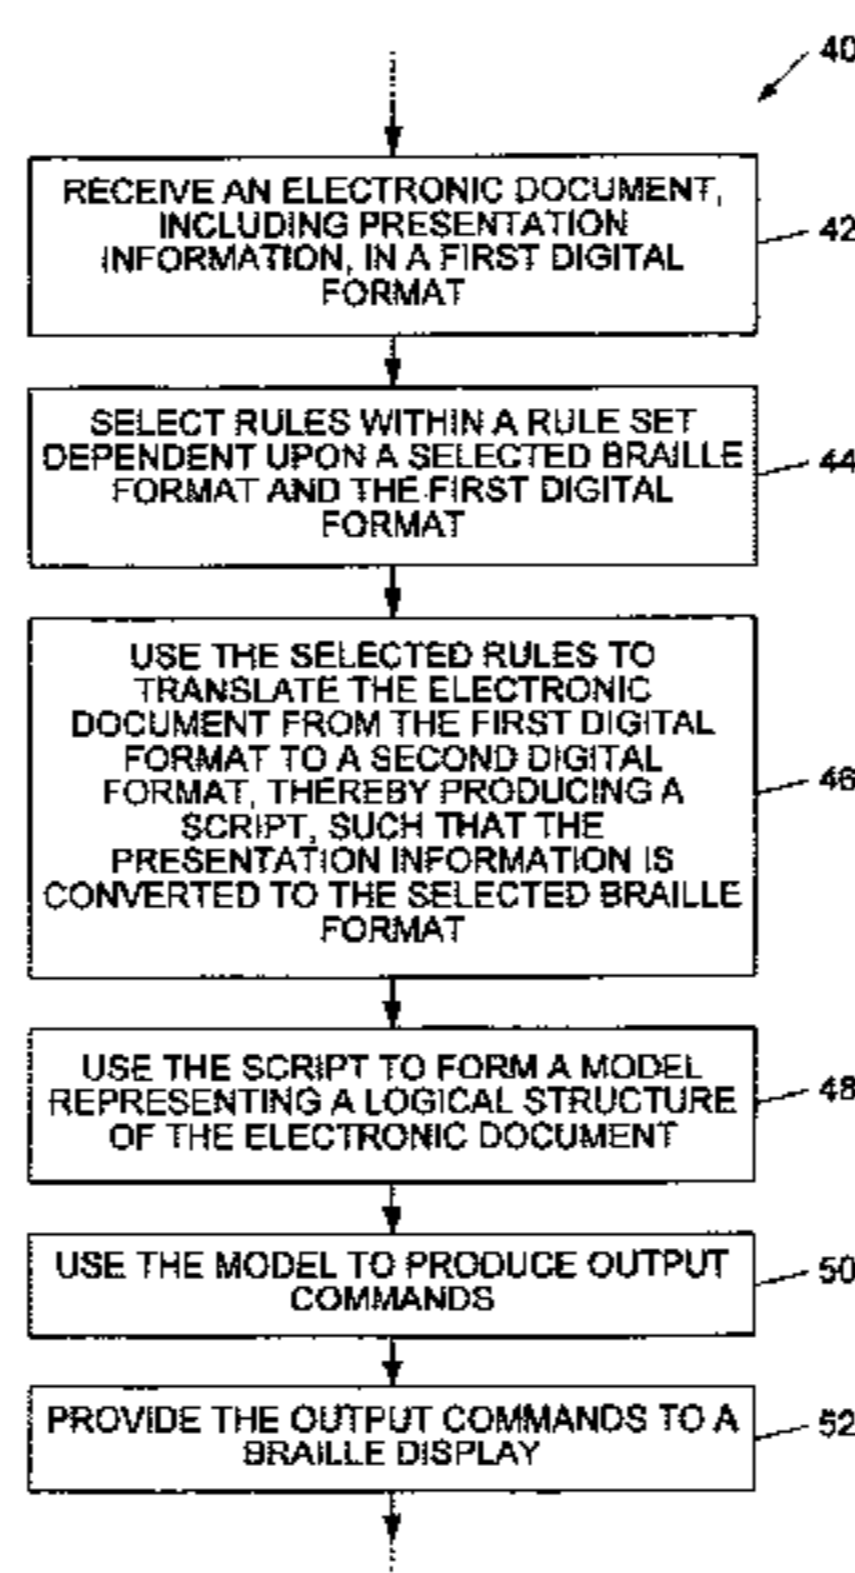 40
RECEIVE AN ELECTRONIC DOCUMENT,
INCLUDING PRESENTATION
INFORMATION, IN A FIRST DIGITAL
FORMAT
42
SELECT RULES WITHIN A RULE SET
DEPENDENT UPON A SELECTED BRAILLE
FORMAT AND THE FIRST DIGITAL
FORMAT
44
USE THE SELECTED RULES TO
TRANSLATE THE ELECTRONIC
DOCUMENT FROM THE FIRST DIGITAL
FORMAT TO A SECOND DIGITAL
FORMAT, THEREBY PRODUCING A
SCRIPT, SUCH THAT THE
PRESENTATION INFORMATION IS
CONVERTED TO THE SELECTED BRAILLE
FORMAT
46
USE THE SCRIPT TO FORM A MODEL
REPRESENTING A LOGICAL STRUCTURE
OF THE ELECTRONIC DOCUMENT
48
USE THE MODEL TO PRODUCE OUTPUT
COMMANDS
50
PROVIDE THE OUTPUT COMMANDS TO A
BRAILLE DISPLAY
52